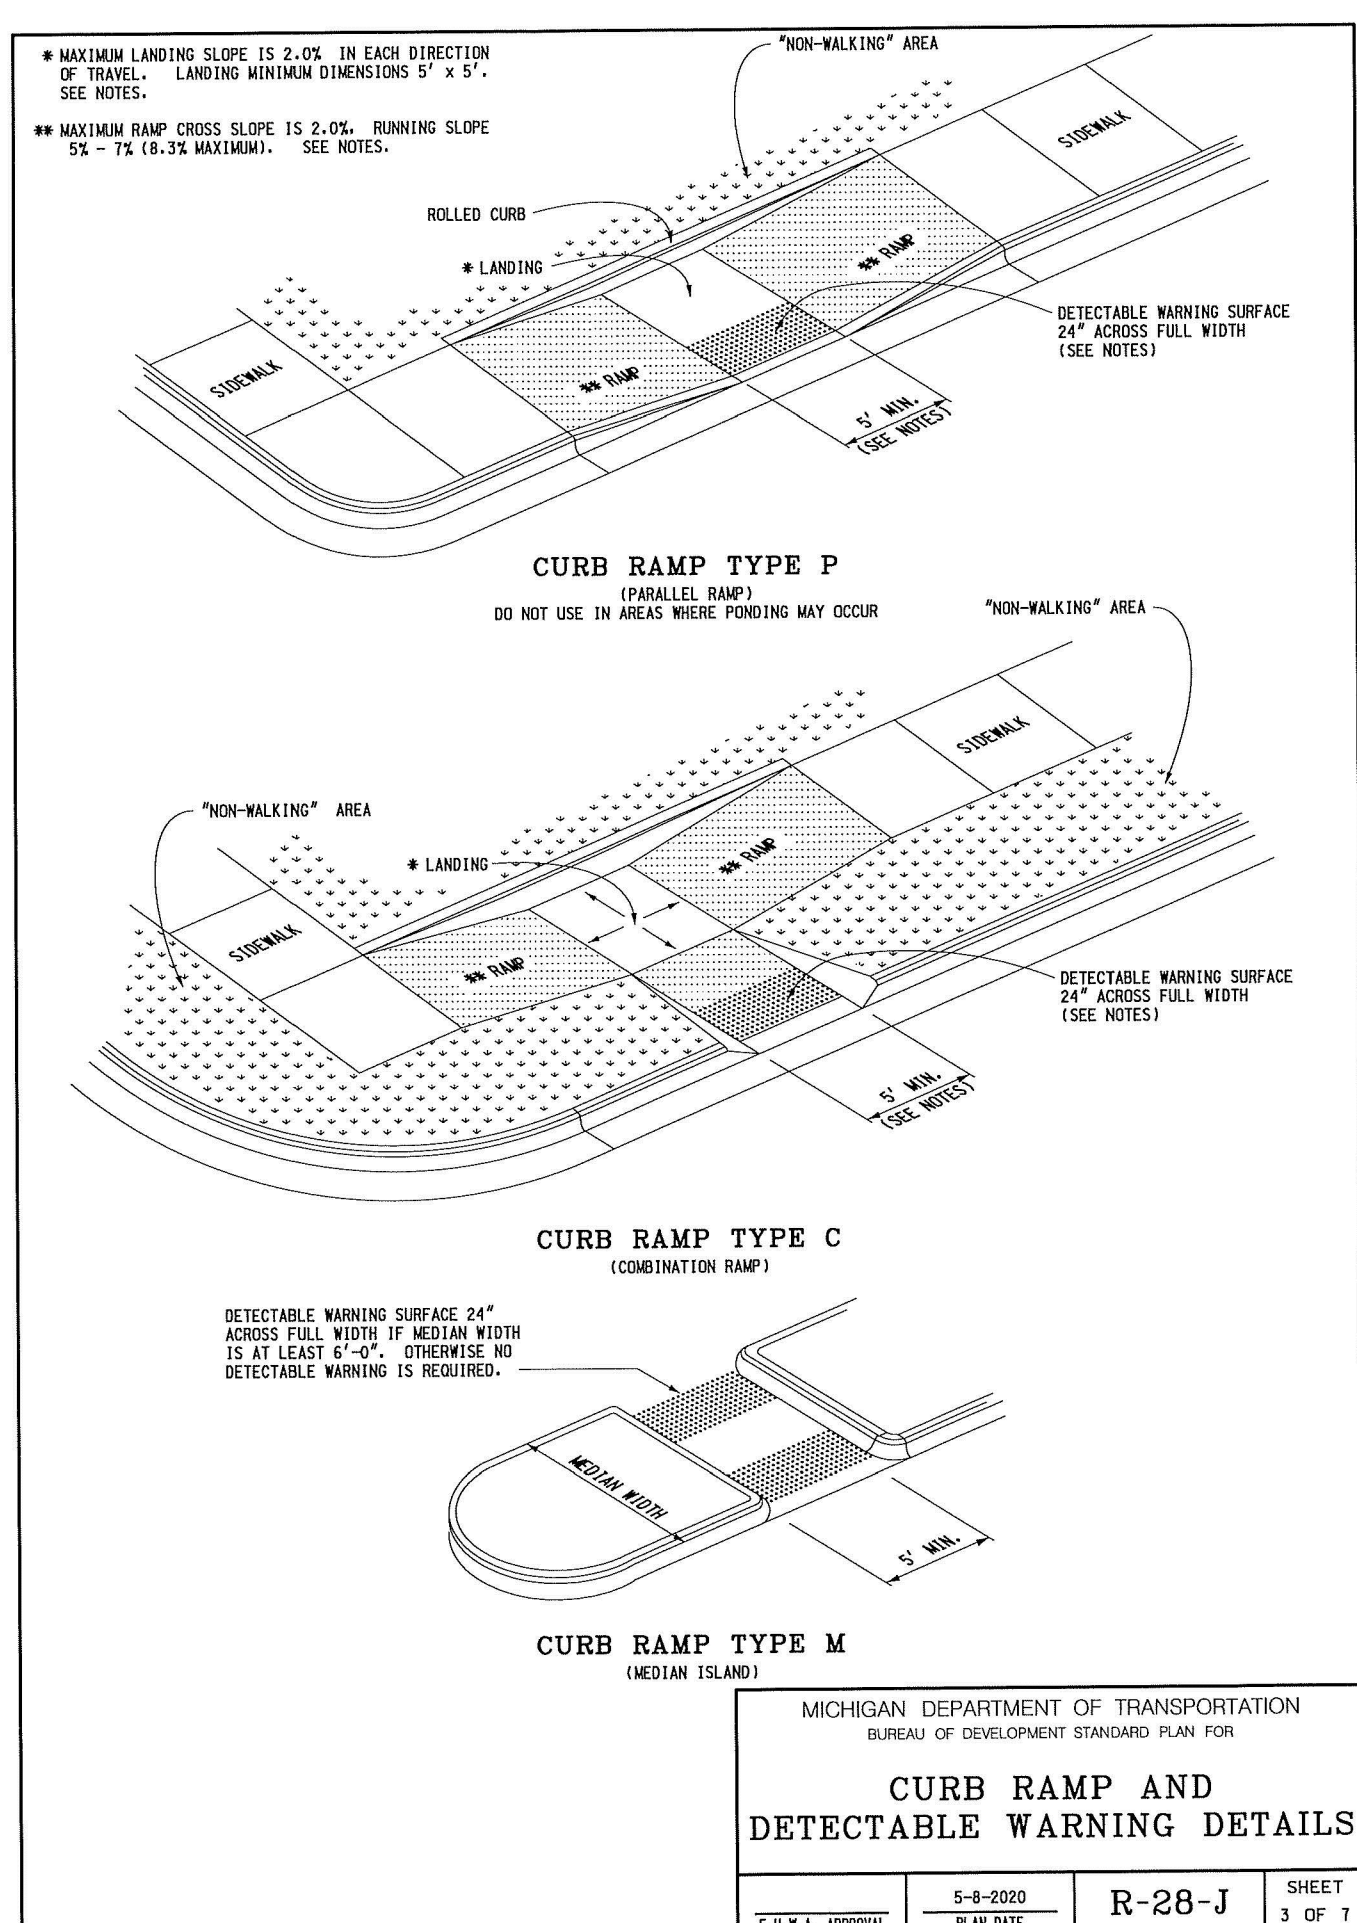 * MAXIMUM LANDING SLOPE IS 2.0% IN EACH DIRECTION
OF TRAVEL. LANDING MINIMUM DIMENSIONS 5' x 5'.
SEE NOTES.
** MAXIMUM RAMP CROSS SLOPE IS 2.0%. RUNNING SLOPE
5% - 7% (8.3% MAXIMUM). SEE NOTES.
"NON-WALKING" AREA
SIDEWALK
ROLLED CURB
** RAMP
* LANDING
DETECTABLE WARNING SURFACE
24" ACROSS FULL WIDTH
(SEE NOTES)
SIDEWALK
** RAMP
5' MIN.
(SEE NOTES)
CURB RAMP TYPE P
(PARALLEL RAMP)
DO NOT USE IN AREAS WHERE PONDING MAY OCCUR
"NON-WALKING" AREA
SIDEWALK
"NON-WALKING" AREA
** RAMP
* LANDING
SIDEWALK
** RAMP
DETECTABLE WARNING SURFACE
24" ACROSS FULL WIDTH
(SEE NOTES)
5' MIN.
(SEE NOTES)
CURB RAMP TYPE C
(COMBINATION RAMP)
DETECTABLE WARNING SURFACE 24"
ACROSS FULL WIDTH IF MEDIAN WIDTH
IS AT LEAST 6'-0". OTHERWISE NO
DETECTABLE WARNING IS REQUIRED.
MEDIAN WIDTH
5' MIN.
CURB RAMP TYPE M
(MEDIAN ISLAND)
MICHIGAN DEPARTMENT OF TRANSPORTATION
BUREAU OF DEVELOPMENT STANDARD PLAN FOR
CURB RAMP AND
DETECTABLE WARNING DETAILS
F.H.W.A. APPROVAL
5-8-2020
PLAN DATE
R-28-J
SHEET
3 OF 7